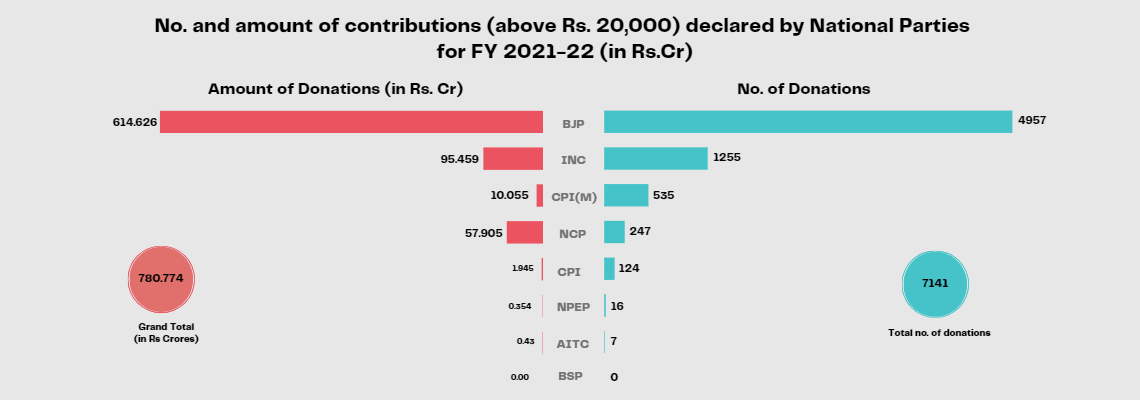 No. and amount of contributions (above Rs. 20,000) declared by National Parties
for FY 2021-22 (in Rs.Cr)
Amount of Donations (in Rs. Cr) No. of Donations
614.626 BJP 4957
95.459 INC 1255
10.055 CPI(M) 535
57.905 NCP 247
1.945 CPI 124
780.774 7141
0.354 NPEP 16
Grand Total
(in Rs Crores)
Total no. of donations
0.43 AITC 7
0.00 BSP 0